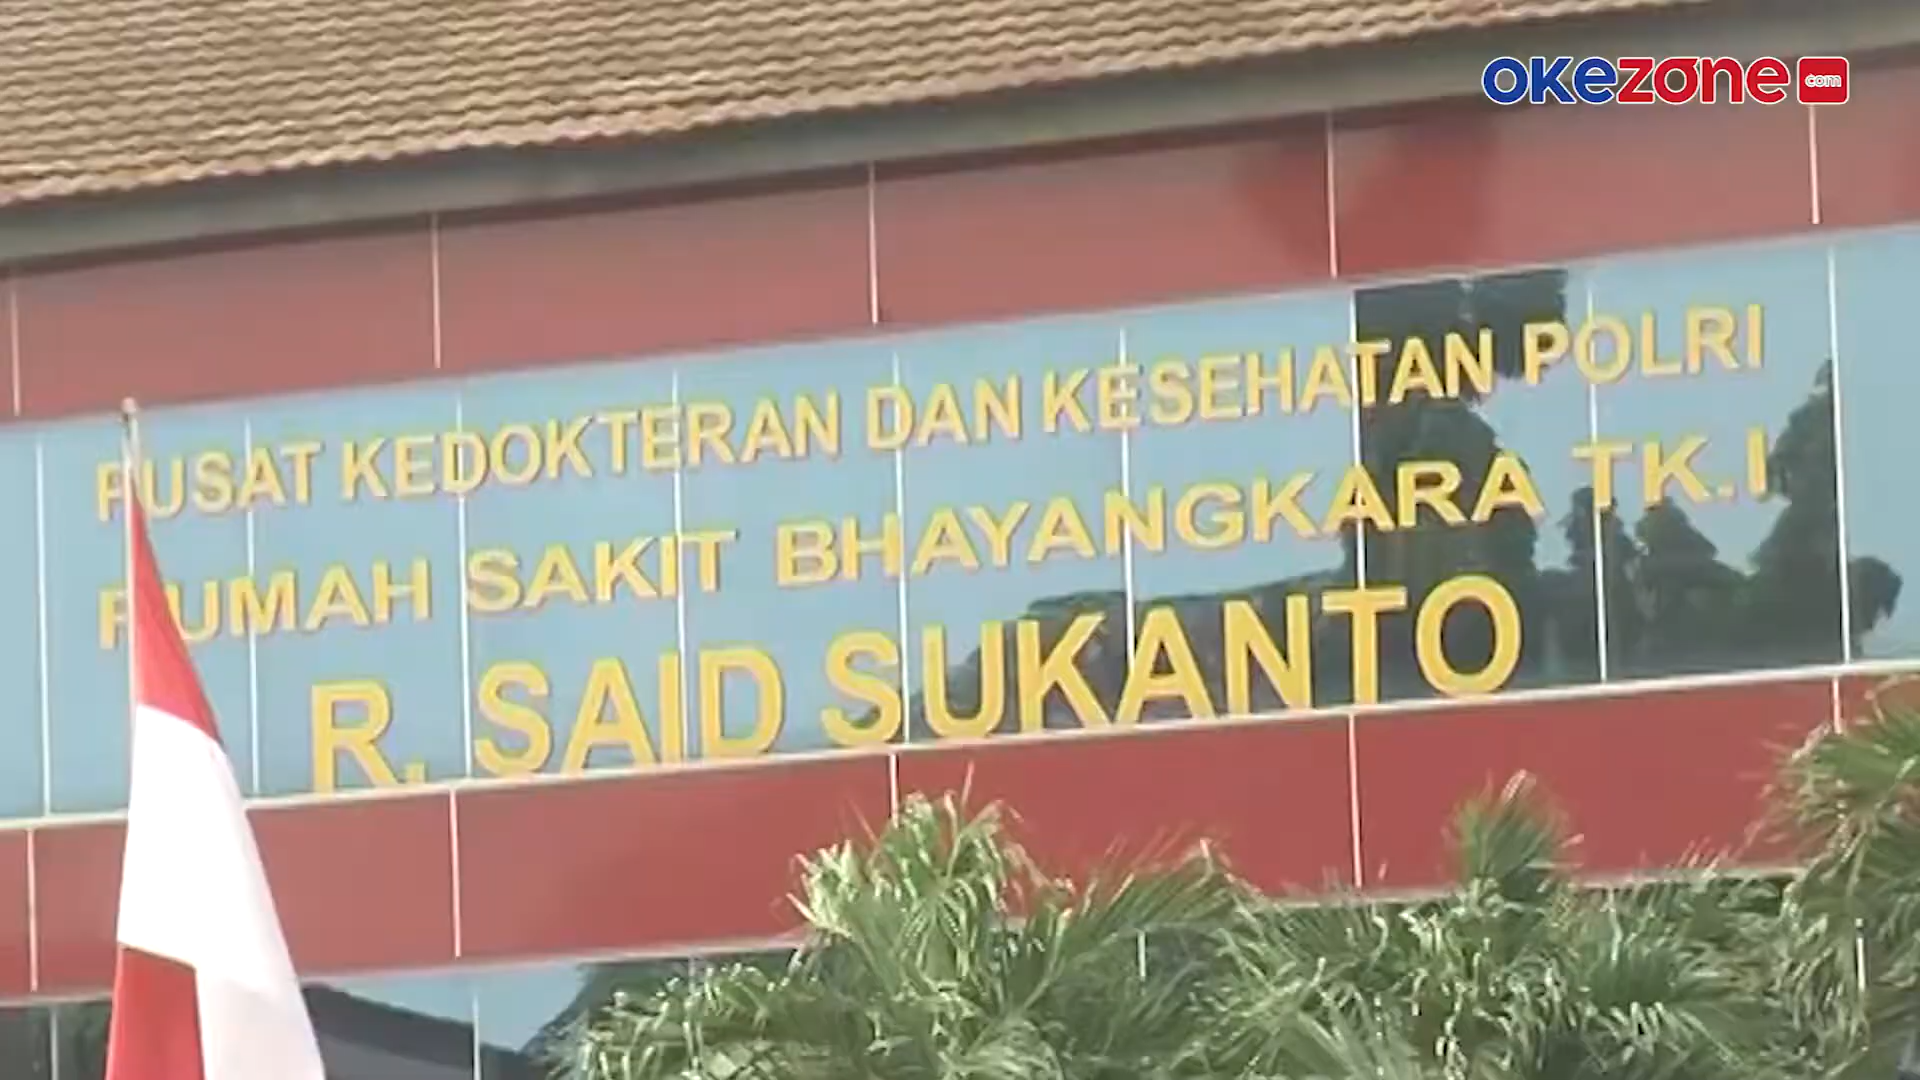 OKEZONE com
PUSAT KEDOKTERAN DAN KESEHATAN POLRI
RUMAH SAKIT BHAYANGKARA TK.I
R. SAID SUKANTO